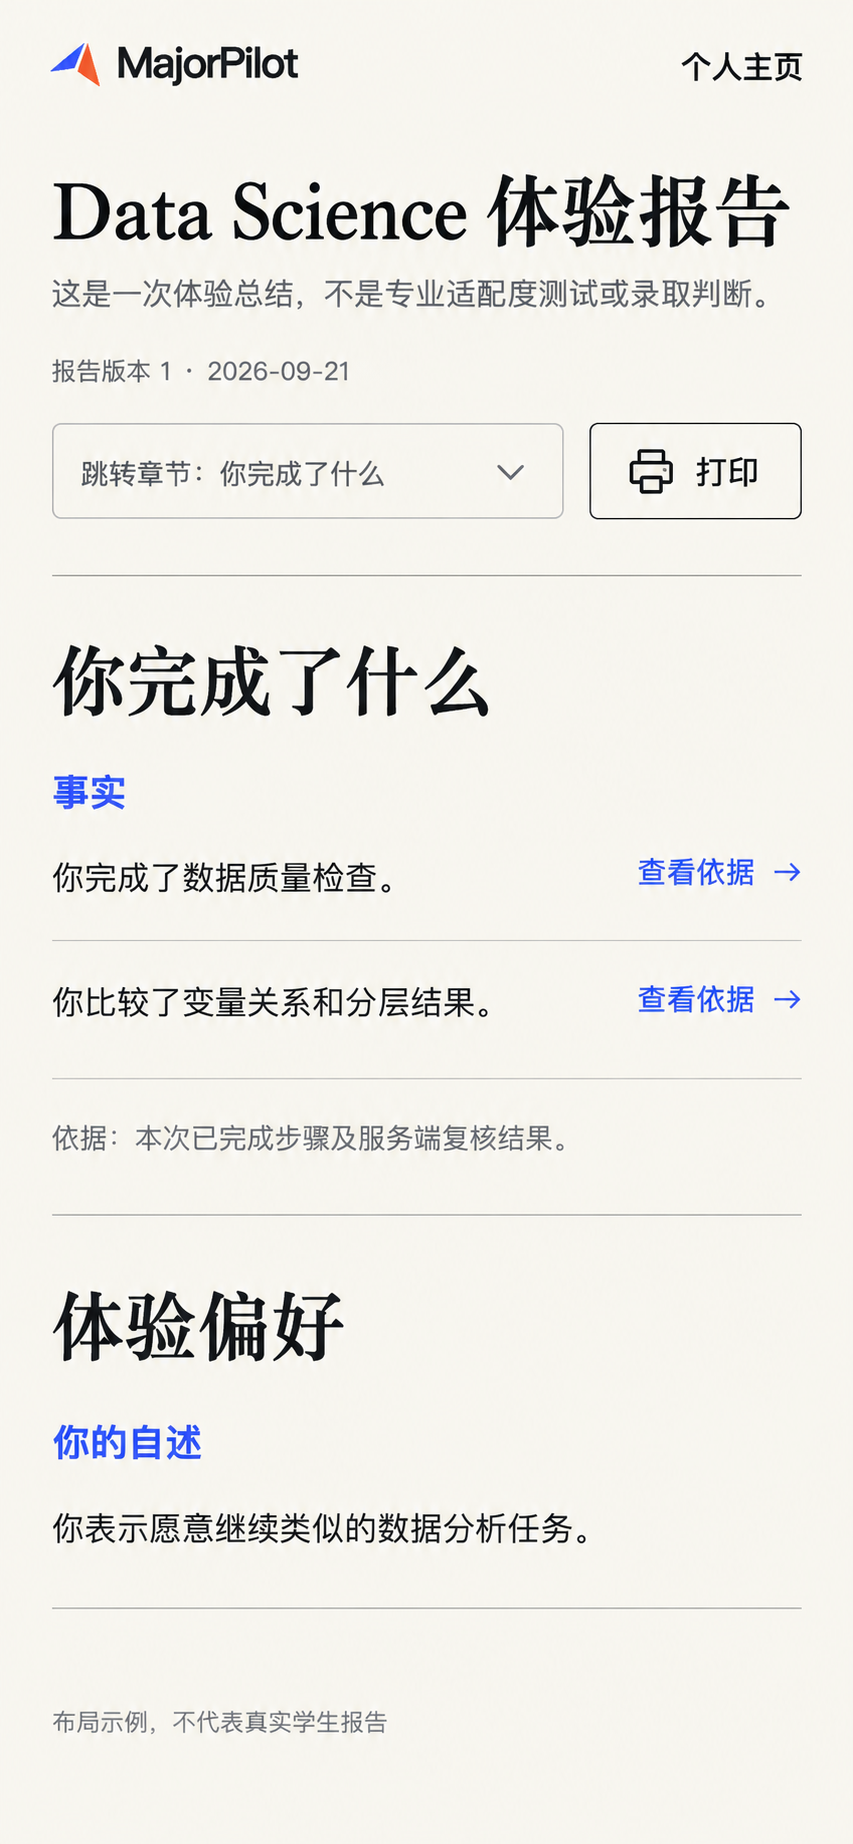 MajorPilot
个人主页
Data Science 体验报告
这是一次体验总结，不是专业适配度测试或录取判断。
报告版本 1 · 2026-09-21
跳转章节：你完成了什么
打印
你完成了什么
事实
你完成了数据质量检查。
查看依据 →
你比较了变量关系和分层结果。
查看依据 →
依据：本次已完成步骤及服务端复核结果。
体验偏好
你的自述
你表示愿意继续类似的数据分析任务。
布局示例，不代表真实学生报告